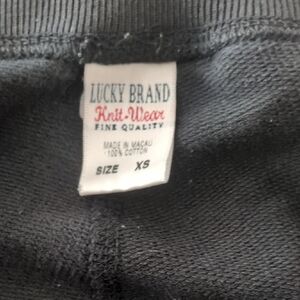 LUCKY BRAND
Knit-Wear
FINE QUALITY
MADE IN MACAU
100% COTTON
SIZE XS